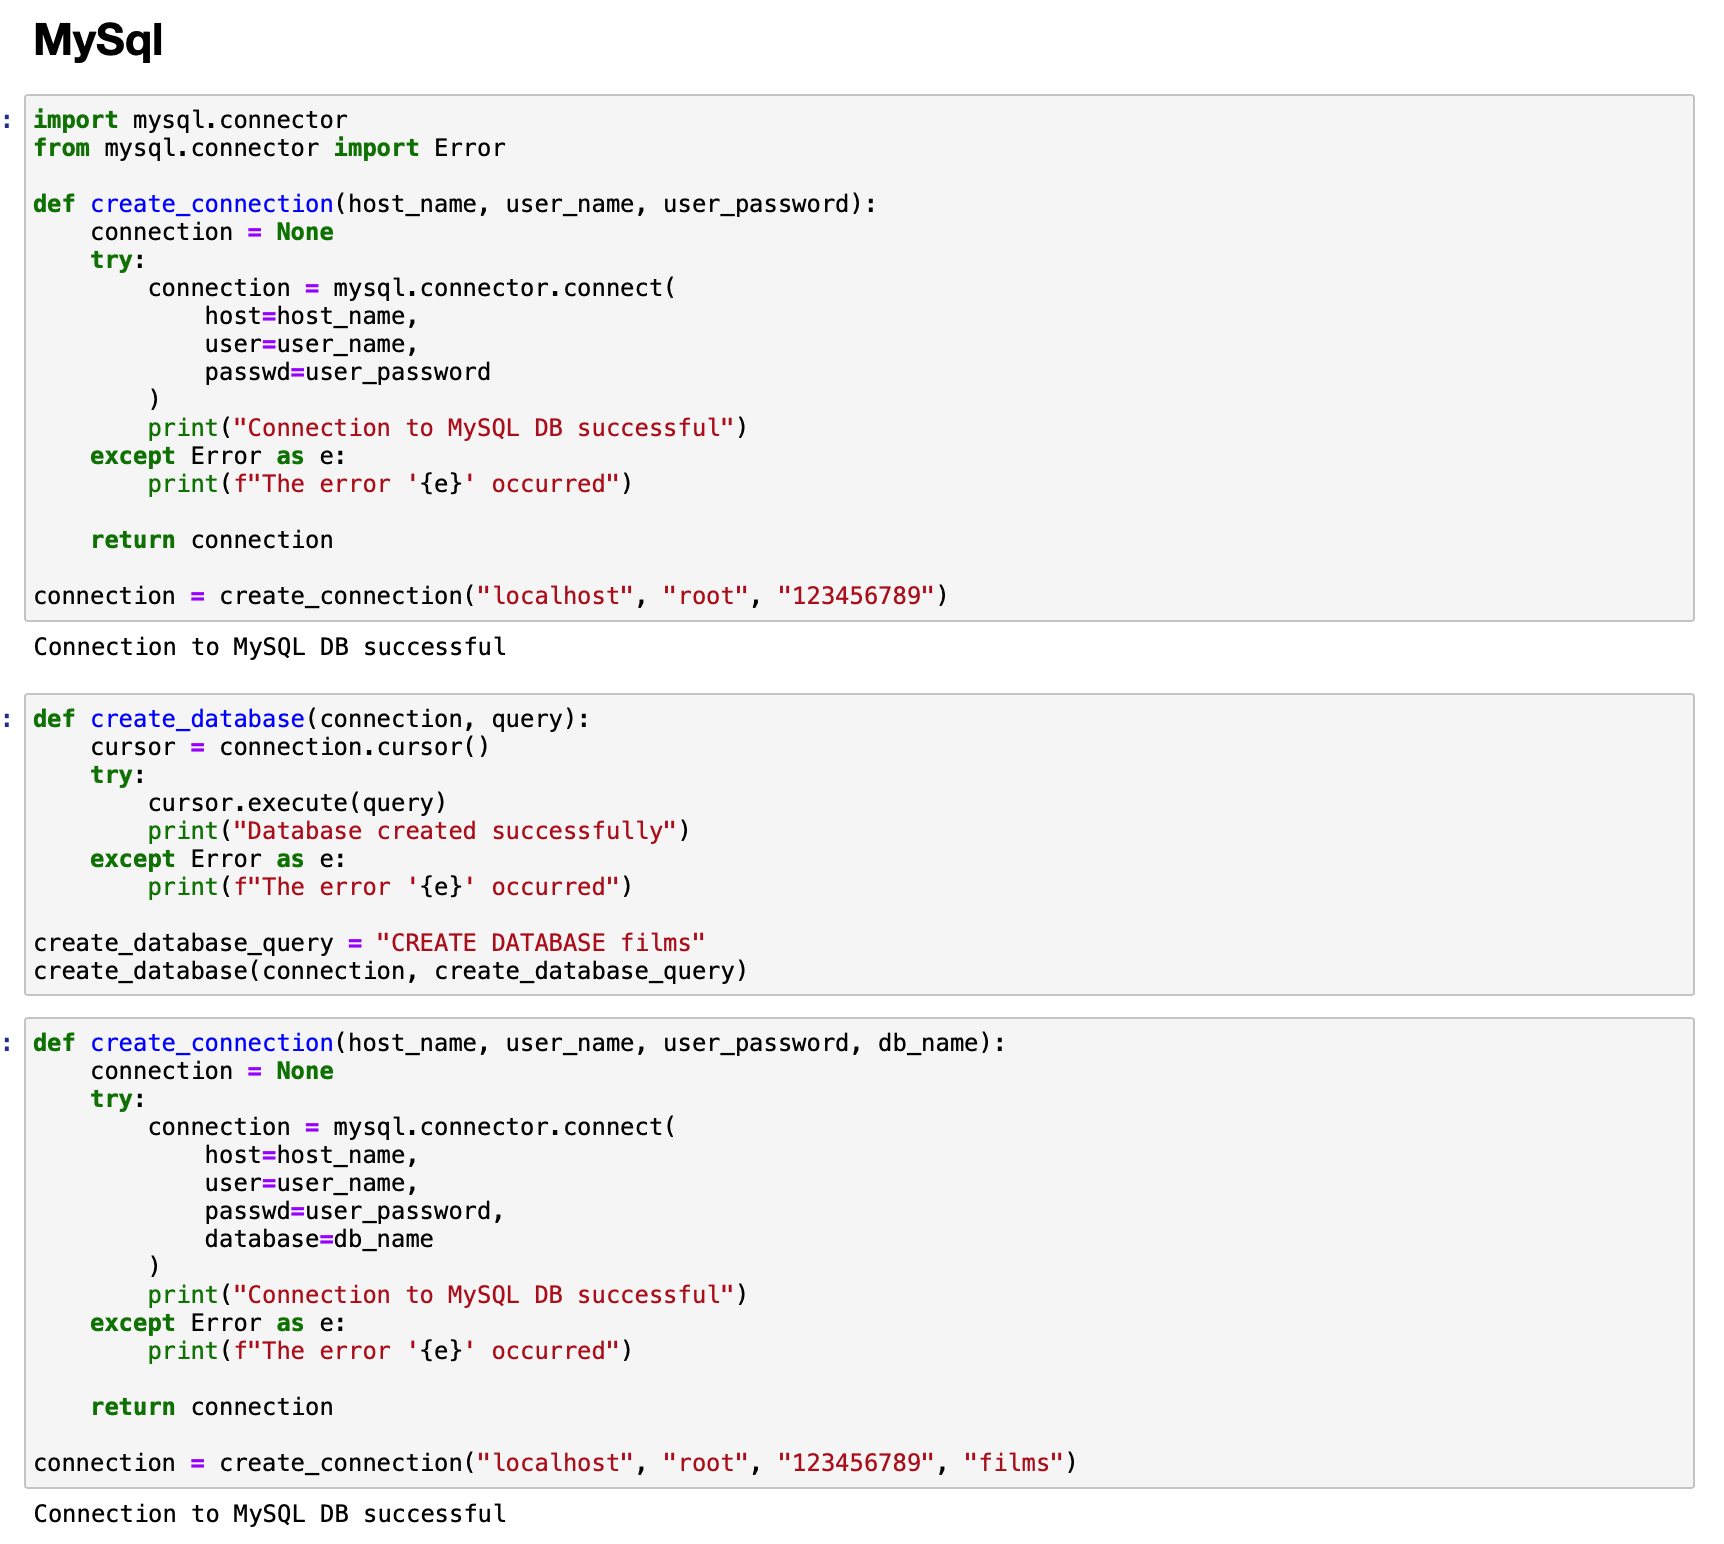 MySql
:
import mysql.connector
from mysql.connector import Error

def create_connection(host_name, user_name, user_password):
    connection = None
    try:
        connection = mysql.connector.connect(
            host=host_name,
            user=user_name,
            passwd=user_password
        )
        print("Connection to MySQL DB successful")
    except Error as e:
        print(f"The error '{e}' occurred")

    return connection

connection = create_connection("localhost", "root", "123456789")
Connection to MySQL DB successful
:
def create_database(connection, query):
    cursor = connection.cursor()
    try:
        cursor.execute(query)
        print("Database created successfully")
    except Error as e:
        print(f"The error '{e}' occurred")

create_database_query = "CREATE DATABASE films"
create_database(connection, create_database_query)
:
def create_connection(host_name, user_name, user_password, db_name):
    connection = None
    try:
        connection = mysql.connector.connect(
            host=host_name,
            user=user_name,
            passwd=user_password,
            database=db_name
        )
        print("Connection to MySQL DB successful")
    except Error as e:
        print(f"The error '{e}' occurred")

    return connection

connection = create_connection("localhost", "root", "123456789", "films")
Connection to MySQL DB successful